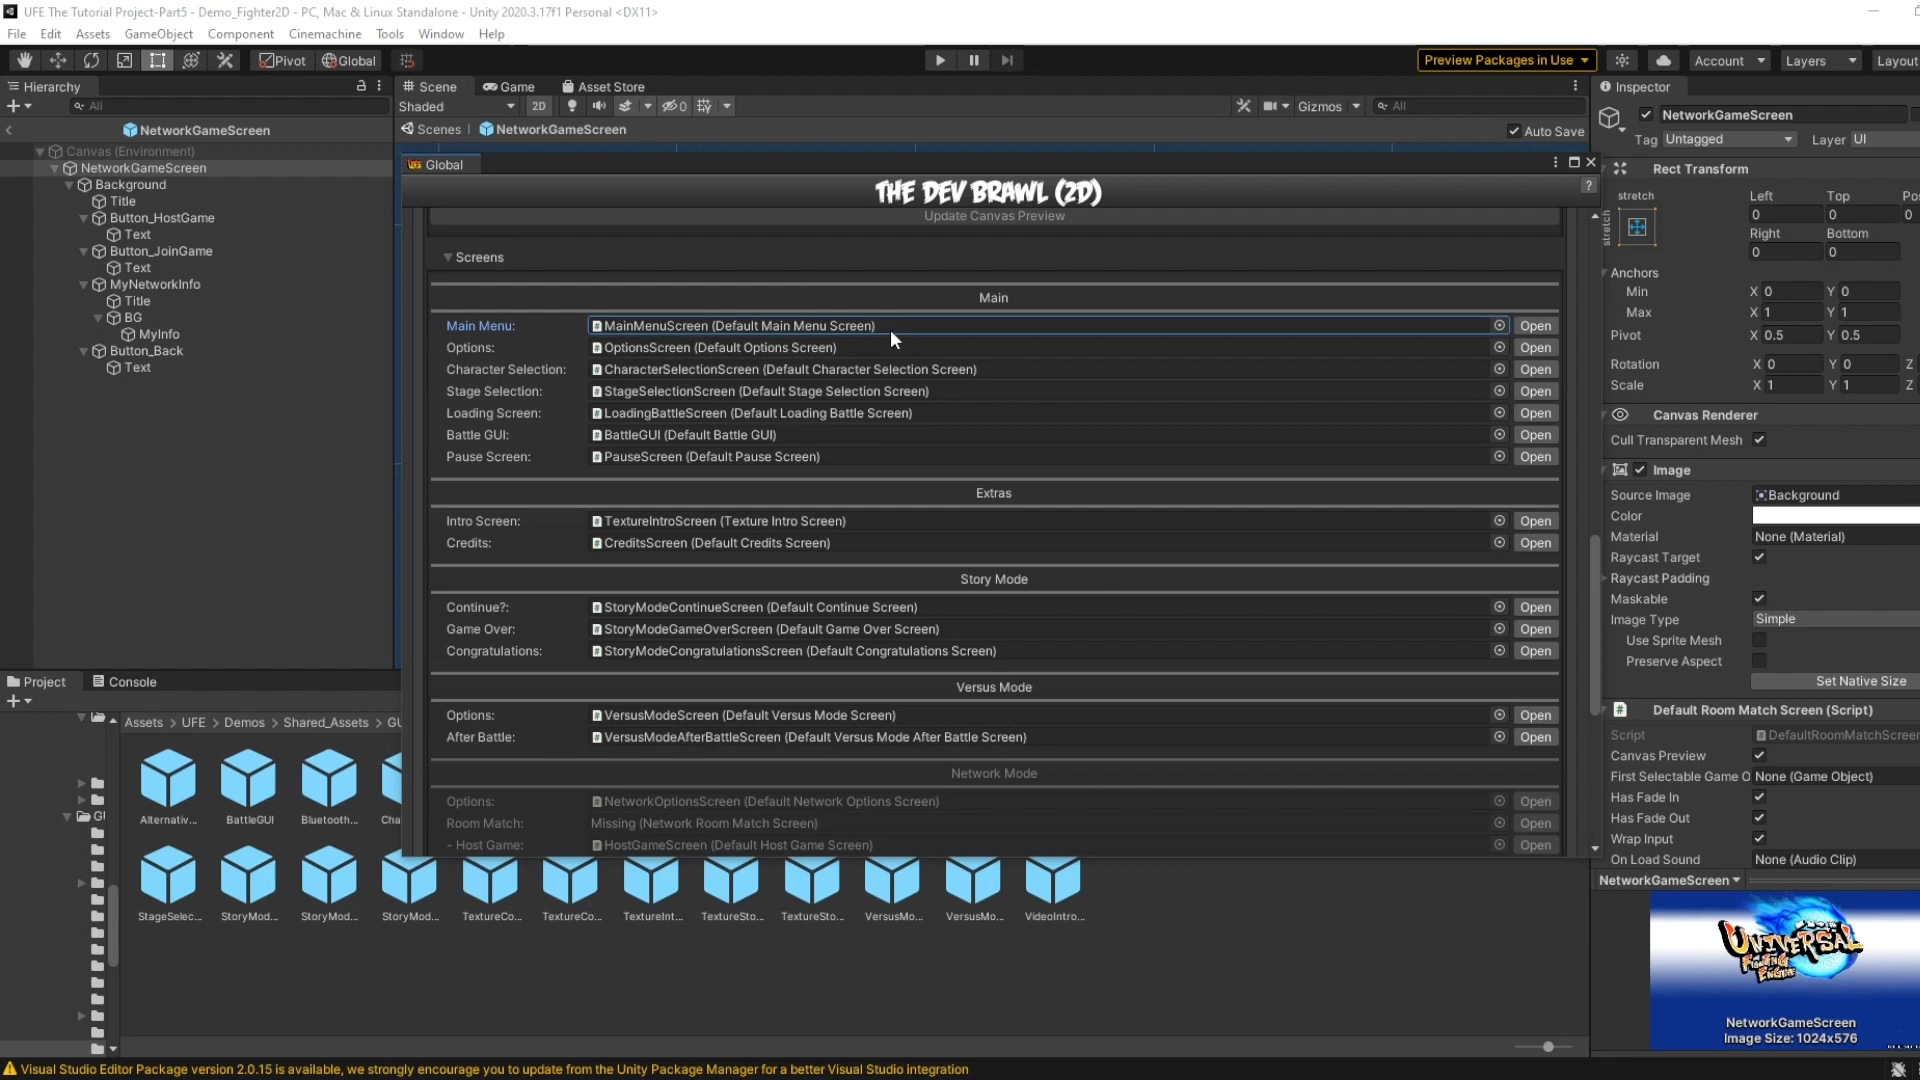 UFE The Tutorial Project-Part5 - Demo_Fighter2D - PC, Mac & Linux Standalone - Unity 2020.3.17f1 Personal <DX11>
File Edit Assets GameObject Component Cinemachine Tools Window Help
Pivot Global Preview Packages in Use Account Layers Layout
Hierarchy
All
NetworkGameScreen
Canvas (Environment)
NetworkGameScreen
Background
Title
Button_HostGame
Text
Button_JoinGame
Text
MyNetworkInfo
Title
BG
MyInfo
Button_Back
Text
Scene Game Asset Store
Shaded 2D 0 Gizmos All
Scenes NetworkGameScreen Auto Save
Global
THE DEV BRAWL (2D)
?
Update Canvas Preview
Screens
Main
Main Menu: MainMenuScreen (Default Main Menu Screen) Open
Options: OptionsScreen (Default Options Screen) Open
Character Selection: CharacterSelectionScreen (Default Character Selection Screen) Open
Stage Selection: StageSelectionScreen (Default Stage Selection Screen) Open
Loading Screen: LoadingBattleScreen (Default Loading Battle Screen) Open
Battle GUI: BattleGUI (Default Battle GUI) Open
Pause Screen: PauseScreen (Default Pause Screen) Open
Extras
Intro Screen: TextureIntroScreen (Texture Intro Screen) Open
Credits: CreditsScreen (Default Credits Screen) Open
Story Mode
Continue?: StoryModeContinueScreen (Default Continue Screen) Open
Game Over: StoryModeGameOverScreen (Default Game Over Screen) Open
Congratulations: StoryModeCongratulationsScreen (Default Congratulations Screen) Open
Versus Mode
Options: VersusModeScreen (Default Versus Mode Screen) Open
After Battle: VersusModeAfterBattleScreen (Default Versus Mode After Battle Screen) Open
Network Mode
Options: NetworkOptionsScreen (Default Network Options Screen) Open
Room Match: Missing (Network Room Match Screen) Open
- Host Game: HostGameScreen (Default Host Game Screen) Open
Project Console
Assets > UFE > Demos > Shared_Assets > GU
GU
Alternativ... BattleGUI Bluetooth... Cha
StageSelec... StoryMod... StoryMod... StoryMod... TextureCo... TextureCo... TextureInt... TextureSto... TextureSto... VersusMo... VersusMo... VideoIntro...
Inspector
NetworkGameScreen
Tag Untagged Layer UI
Rect Transform
stretch Left Top Pos
stretch 0 0 0
Right Bottom
0 0
Anchors
Min X 0 Y 0
Max X 1 Y 1
Pivot X 0.5 Y 0.5
Rotation X 0 Y 0 Z
Scale X 1 Y 1 Z
Canvas Renderer
Cull Transparent Mesh
Image
Source Image Background
Color
Material None (Material)
Raycast Target
Raycast Padding
Maskable
Image Type Simple
Use Sprite Mesh
Preserve Aspect
Set Native Size
Default Room Match Screen (Script)
Script DefaultRoomMatchScreen
Canvas Preview
First Selectable Game O None (Game Object)
Has Fade In
Has Fade Out
Wrap Input
On Load Sound None (Audio Clip)
NetworkGameScreen
UNIVERSAL
FIGHTING
ENGINE
NetworkGameScreen
Image Size: 1024x576
Visual Studio Editor Package version 2.0.15 is available, we strongly encourage you to update from the Unity Package Manager for a better Visual Studio integration